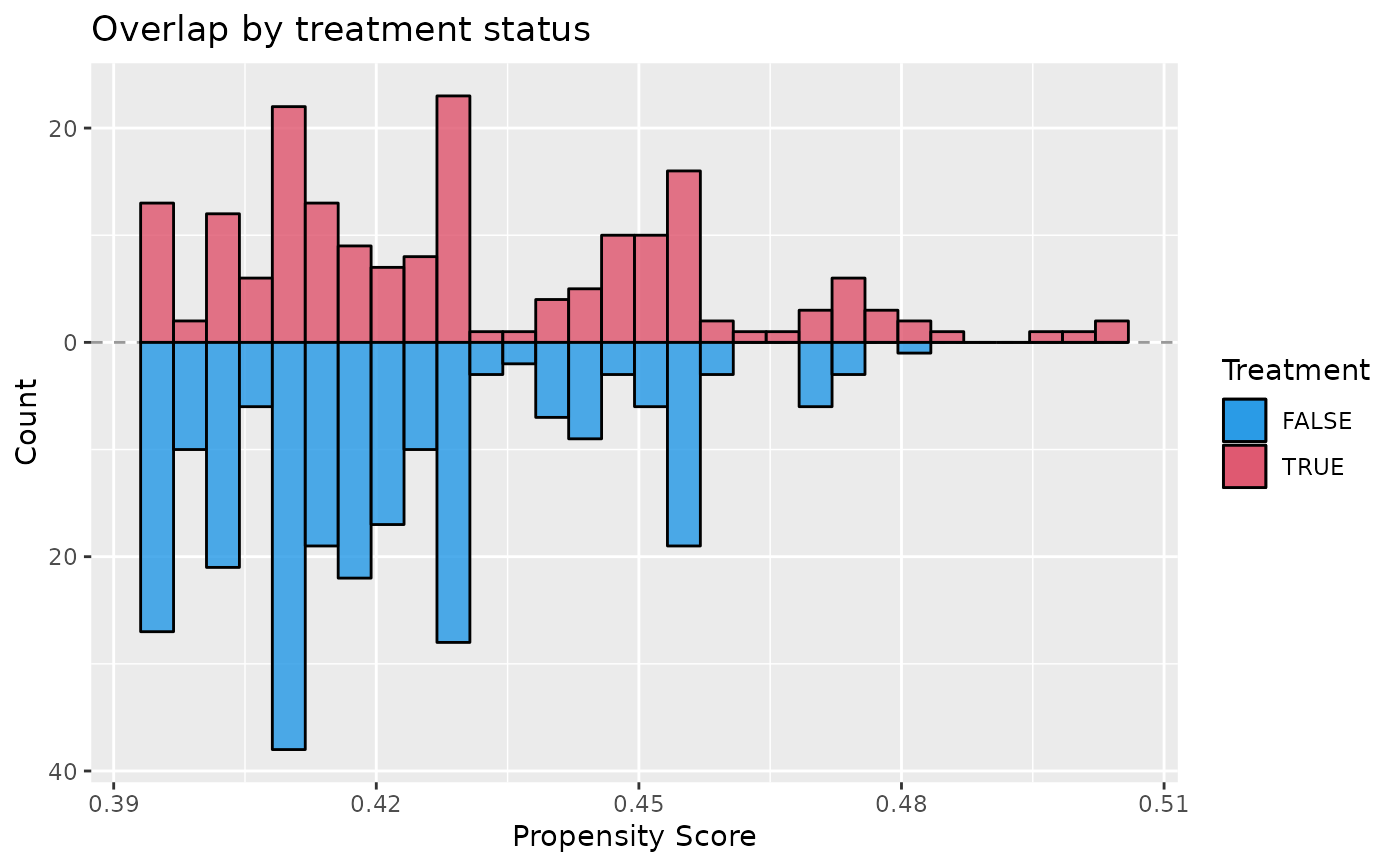 Overlap by treatment status
20
0
20
40
Count
0.39 0.42 0.45 0.48 0.51
Propensity Score
Treatment
FALSE
TRUE